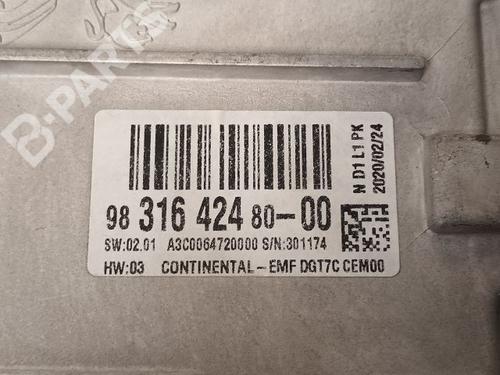 B-PARTS
98 316 424 80-00
SW:02.01 A3C0064720000 S/N:301174
HW:03 CONTINENTAL-EMF DGT7C CEM00
N D1 L1 PK
2020/02/24